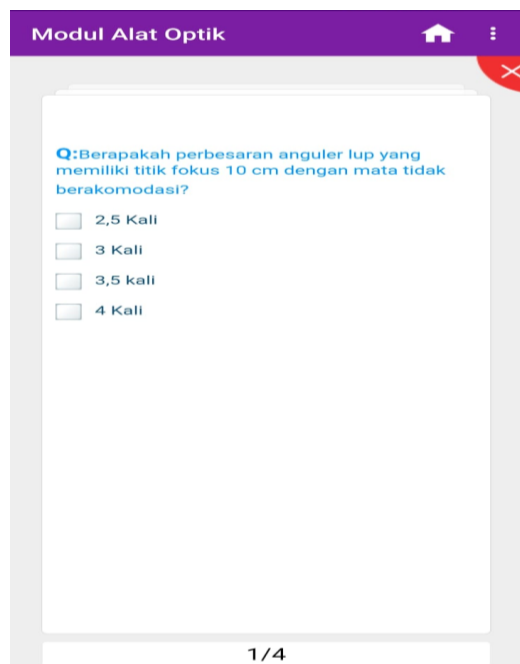 Modul Alat Optik
Q:Berapakah perbesaran anguler lup yang
memiliki titik fokus 10 cm dengan mata tidak
berakomodasi?
2,5 Kali
3 Kali
3,5 kali
4 Kali
1/4